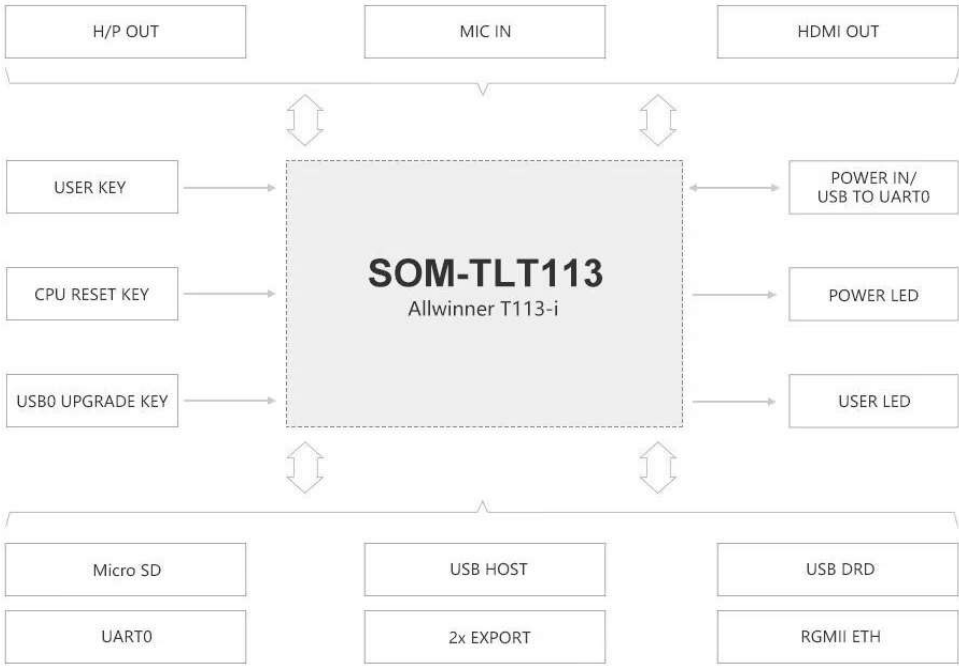 H/P OUT
MIC IN
HDMI OUT
USER KEY
POWER IN/
USB TO UART0
SOM-TLT113
Allwinner T113-i
CPU RESET KEY
POWER LED
USB0 UPGRADE KEY
USER LED
Micro SD
USB HOST
USB DRD
UART0
2x EXPORT
RGMII ETH